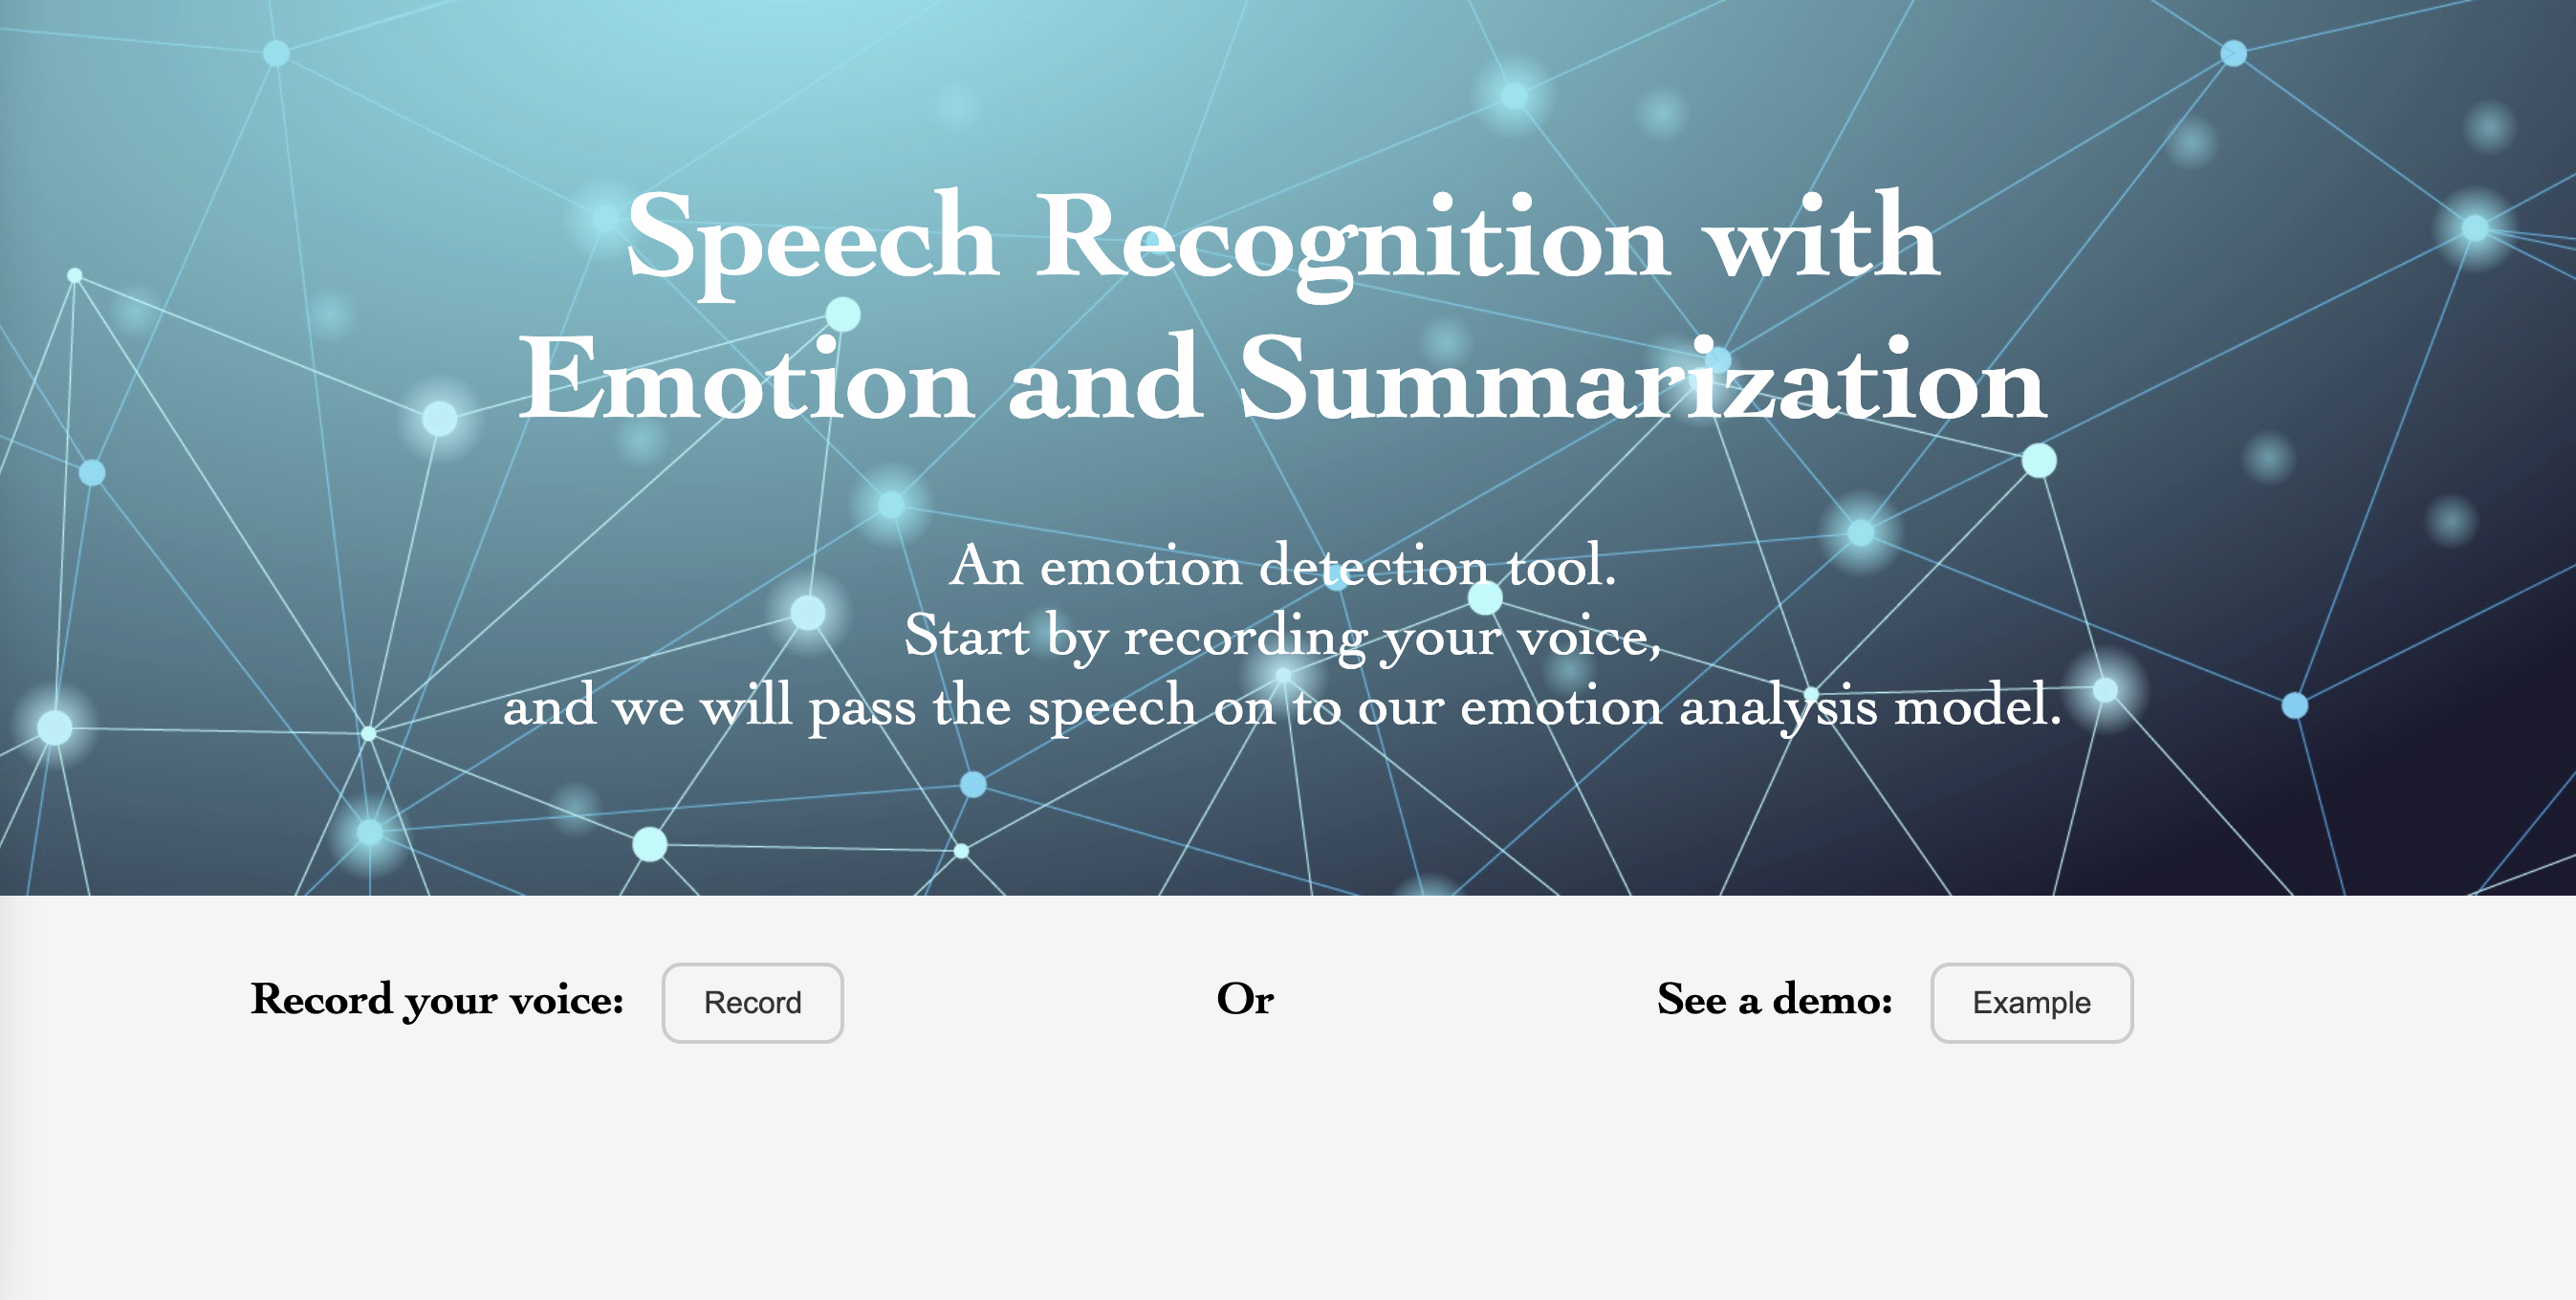 Speech Recognition with
Emotion and Summarization
An emotion detection tool.
Start by recording your voice,
and we will pass the speech on to our emotion analysis model.
Record your voice: Record Or See a demo: Example